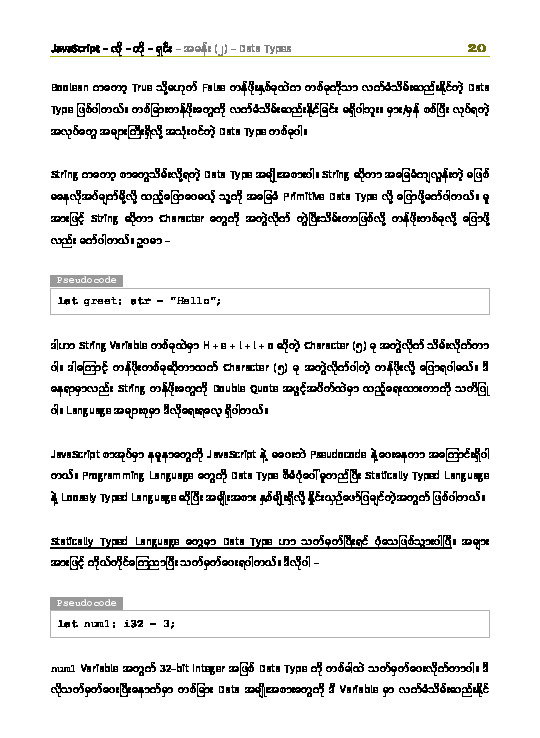 JavaScript – လို – တို – ရှင်း – အခန်း (၂) – Data Types 20
Boolean ကတော့ True သို့မဟုတ် False တန်ဖိုးနှစ်ခုထဲက တစ်ခုကိုသာ လက်ခံသိမ်းဆည်းနိုင်တဲ့ Data
Type ဖြစ်ပါတယ်။ တစ်ခြားတန်ဖိုးတွေကို လက်ခံသိမ်းဆည်းနိုင်ခြင်း မရှိပါဘူး။ မှား/မှန် စစ်ပြီး လုပ်ရတဲ့
အလုပ်တွေ အများကြီးရှိလို့ အသုံးဝင်တဲ့ Data Type တစ်ခုပါ။
String ကတော့ စာတွေသိမ်းလို့ရတဲ့ Data Type အမျိုးအစားပါ။ String ဆိုတာ အခြေခံကျလွန်းတဲ့ မဖြစ်
မနေလိုအပ်ချက်မို့လို့ ထည့်ပြောပေမယ့် သူ့ကို အခြေခံ Primitive Data Type လို့ ပြောဖို့ခက်ပါတယ်။ မူ
အားဖြင့် String ဆိုတာ Character တွေကို အတွဲလိုက် တွဲပြီးသိမ်းတာဖြစ်လို့ တန်ဖိုးတစ်ခုလို့ ပြောဖို့
လည်း ခက်ပါတယ်။ ဥပမာ –
Pseudocode
let greet: str = "Hello";
ဒါဟာ String Variable တစ်ခုထဲမှာ H + e + l + l + o ဆိုတဲ့ Character (၅) ခု အတွဲလိုက် သိမ်းလိုက်တာ
ပါ။ ဒါကြောင့် တန်ဖိုးတစ်ခုဆိုတာထက် Character (၅) ခု အတွဲလိုက်ပါတဲ့ တန်ဖိုးလို့ ပြောရပါမယ်။ ဒီ
နေရာမှာလည်း String တန်ဖိုးတွေကို Double Quote အဖွင့်အပိတ်ထဲမှာ ထည့်ရေးထားတာကို သတိပြု
ပါ။ Language အများစုမှာ ဒီလိုရေးရလေ့ ရှိပါတယ်။
JavaScript စာအုပ်မှာ နမူနာတွေကို JavaScript နဲ့ မပေးဘဲ Pseudocode နဲ့ပေးနေတာ အကြောင်းရှိပါ
တယ်။ Programming Language တွေကို Data Type စီမံပုံပေါ်မူတည်ပြီး Statically Typed Language
နဲ့ Loosely Typed Language ဆိုပြီး အမျိုးအစား နှစ်မျိုးရှိလို့ နှိုင်းယှဉ်ဖော်ပြချင်တဲ့အတွက် ဖြစ်ပါတယ်။
Statically Typed Language တွေမှာ Data Type ဟာ သတ်မှတ်ပြီးရင် ပုံသေဖြစ်သွားပါပြီ။ အများ
အားဖြင့် ကိုယ်တိုင်ကြေညာပြီး သတ်မှတ်ပေးရပါတယ်။ ဒီလိုပါ –
Pseudocode
let num1: i32 = 3;
num1 Variable အတွက် 32-bit Integer အဖြစ် Data Type ကို တစ်ခါထဲ သတ်မှတ်ပေးလိုက်တာပါ။ ဒီ
လိုသတ်မှတ်ပေးပြီးနောက်မှာ တစ်ခြား Data အမျိုးအစားတွေကို ဒီ Variable မှာ လက်ခံသိမ်းဆည်းနိုင်